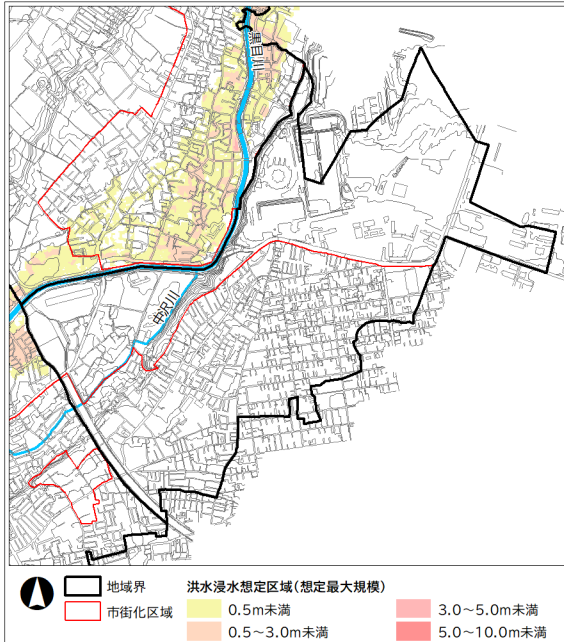 黒目川
中沢川
地域界
市街化区域
洪水浸水想定区域(想定最大規模)
0.5m未満
0.5~3.0m未満
3.0~5.0m未満
5.0~10.0m未満